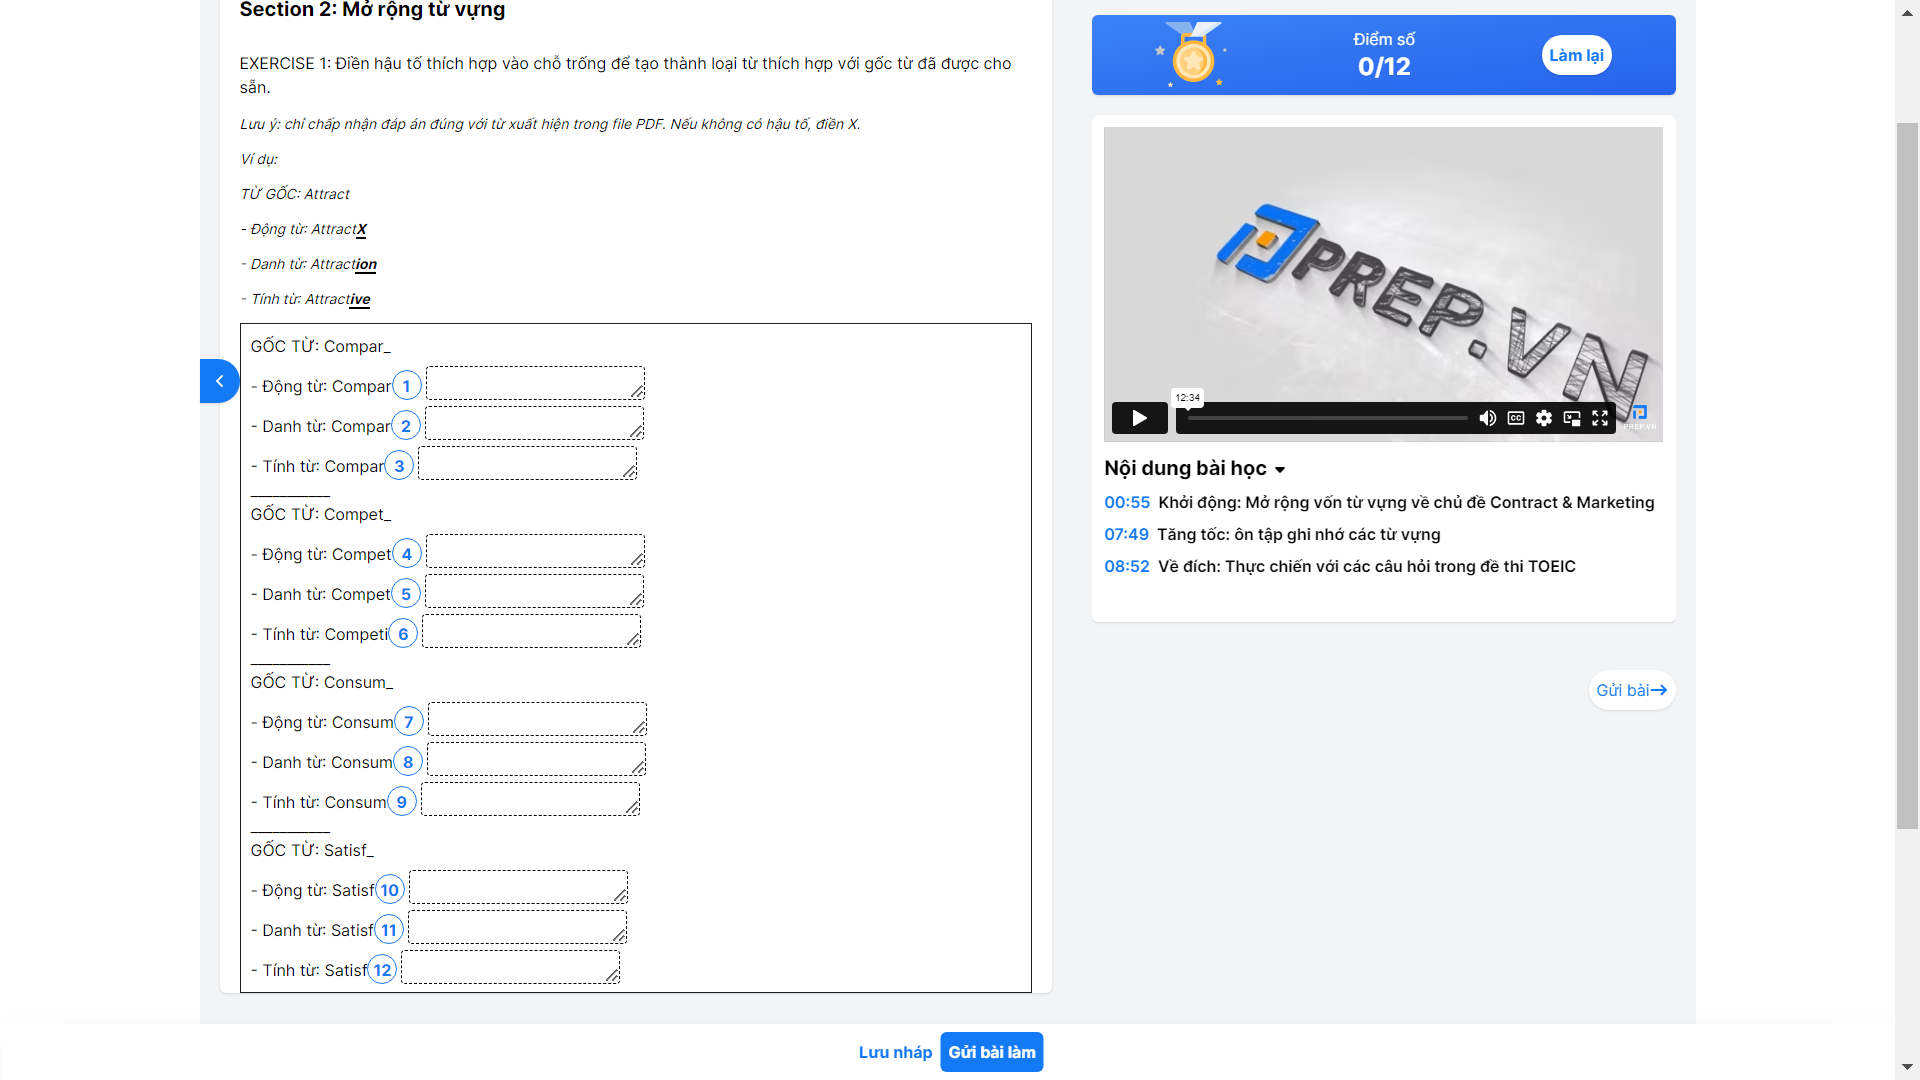 Section 2: Mở rộng từ vựng
EXERCISE 1: Điền hậu tố thích hợp vào chỗ trống để tạo thành loại từ thích hợp với gốc từ đã được cho
sẵn.
Lưu ý: chỉ chấp nhận đáp án đúng với từ xuất hiện trong file PDF. Nếu không có hậu tố, điền X.
Ví dụ:
TỪ GỐC: Attract
- Động từ: AttractX
- Danh từ: Attraction
- Tính từ: Attractive
GỐC TỪ: Compar_
- Động từ: Compar 1
- Danh từ: Compar 2
- Tính từ: Compar 3
___________
GỐC TỪ: Compet_
- Động từ: Compet 4
- Danh từ: Compet 5
- Tính từ: Competi 6
___________
GỐC TỪ: Consum_
- Động từ: Consum 7
- Danh từ: Consum 8
- Tính từ: Consum 9
___________
GỐC TỪ: Satisf_
- Động từ: Satisf 10
- Danh từ: Satisf 11
- Tính từ: Satisf 12
Điểm số
0/12
Làm lại
PREP.VN
12:34
CC
PREP.VN
Nội dung bài học
00:55 Khởi động: Mở rộng vốn từ vựng về chủ đề Contract & Marketing
07:49 Tăng tốc: ôn tập ghi nhớ các từ vựng
08:52 Về đích: Thực chiến với các câu hỏi trong đề thi TOEIC
Gửi bài
Lưu nháp
Gửi bài làm